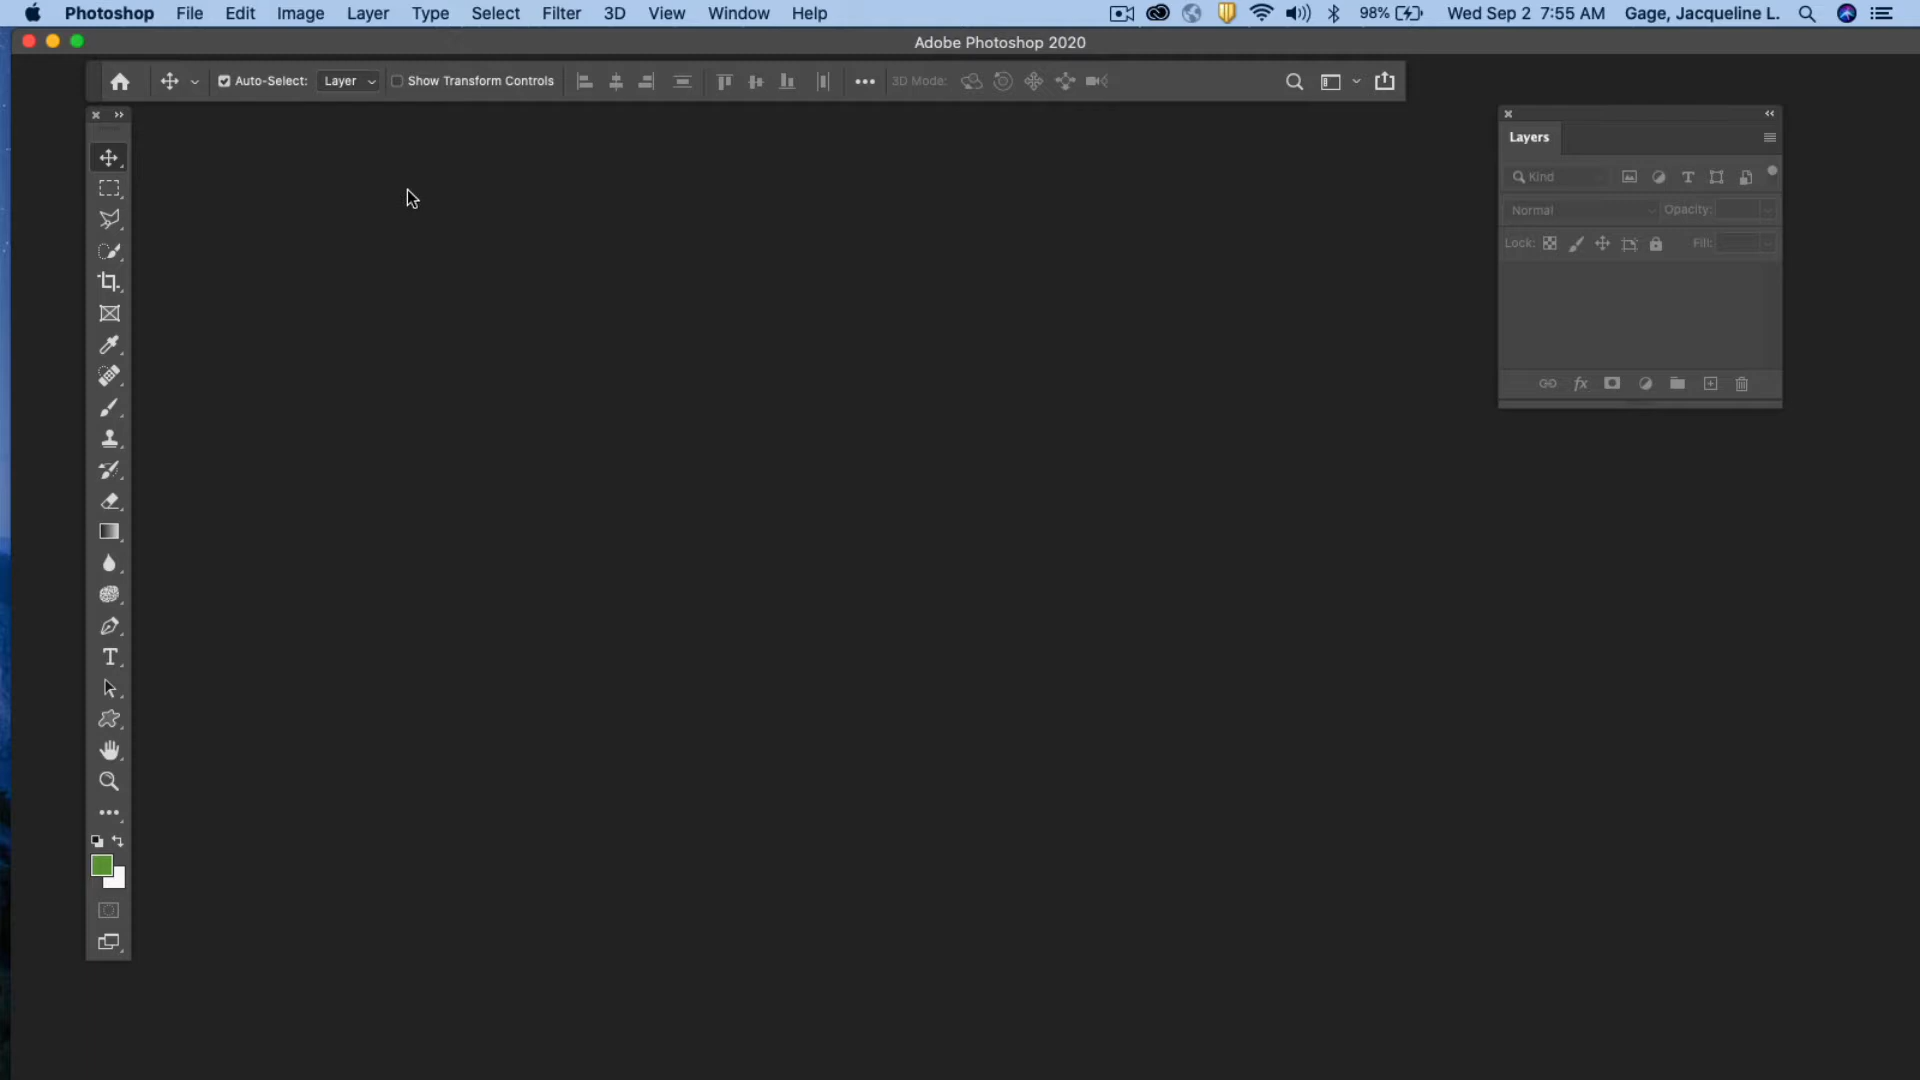 Photoshop File Edit Image Layer Type Select Filter 3D View Window Help 98% Wed Sep 2 7:55 AM Gage, Jacqueline L.
Adobe Photoshop 2020
Auto-Select: Layer Show Transform Controls 3D Mode:
Layers
Kind
Normal Opacity:
Lock: Fill:
fx